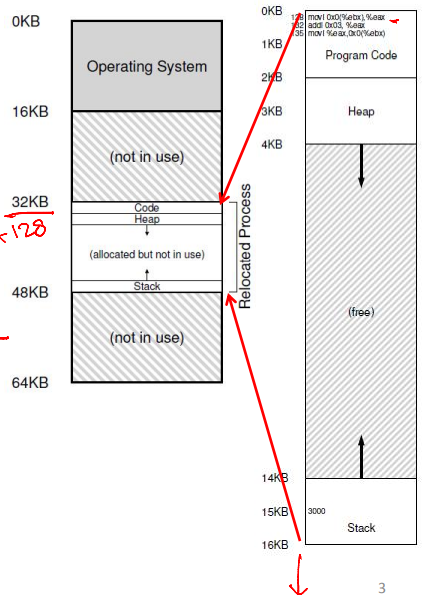 0KB
Operating System
16KB
(not in use)
32KB
128
Code
Heap
(allocated but not in use)
Stack
48KB
(not in use)
64KB
Relocated Process
0KB
128 movl 0x0(%ebx),%eax
132 addl 0x03, %eax
135 movl %eax,0x0(%ebx)
1KB
Program Code
2KB
3KB
Heap
4KB
(free)
14KB
15KB
3000
Stack
16KB
3